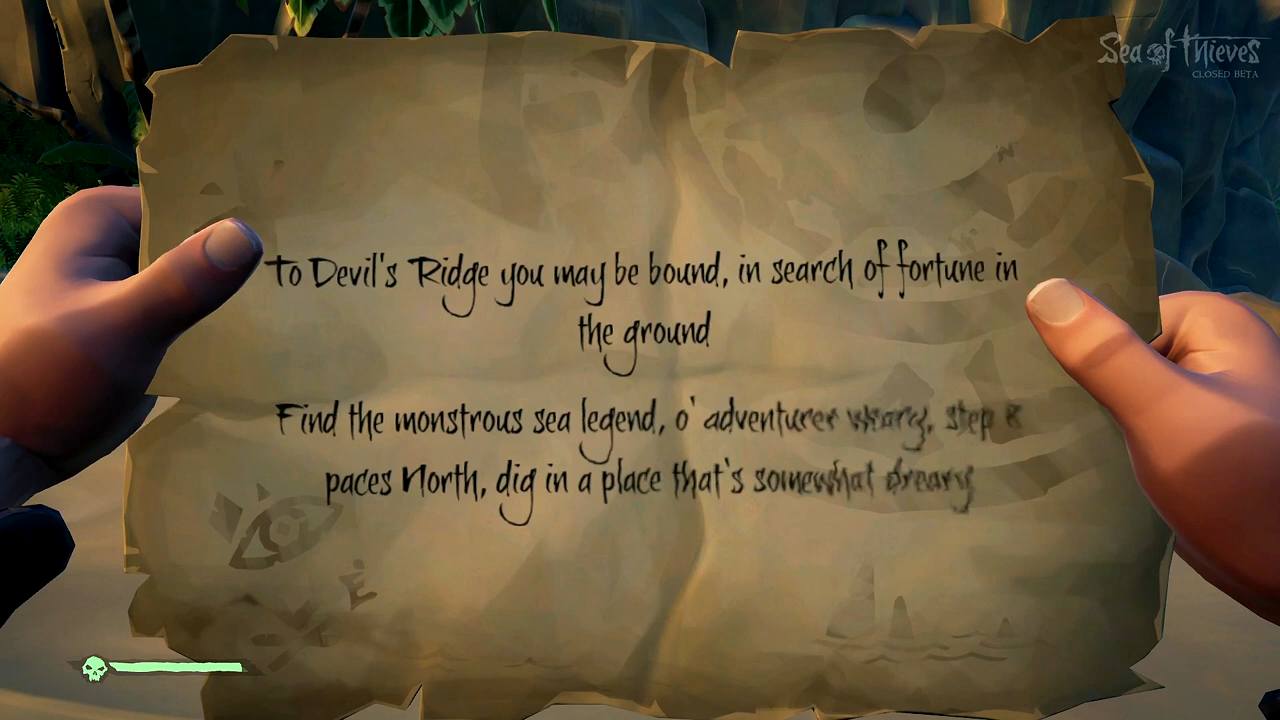 Sea of Thieves
CLOSED BETA
N
To Devil's Ridge you may be bound, in search of fortune in
the ground
Find the monstrous sea legend, o' adventurer weary, step 8
paces North, dig in a place that's somewhat dreary
E